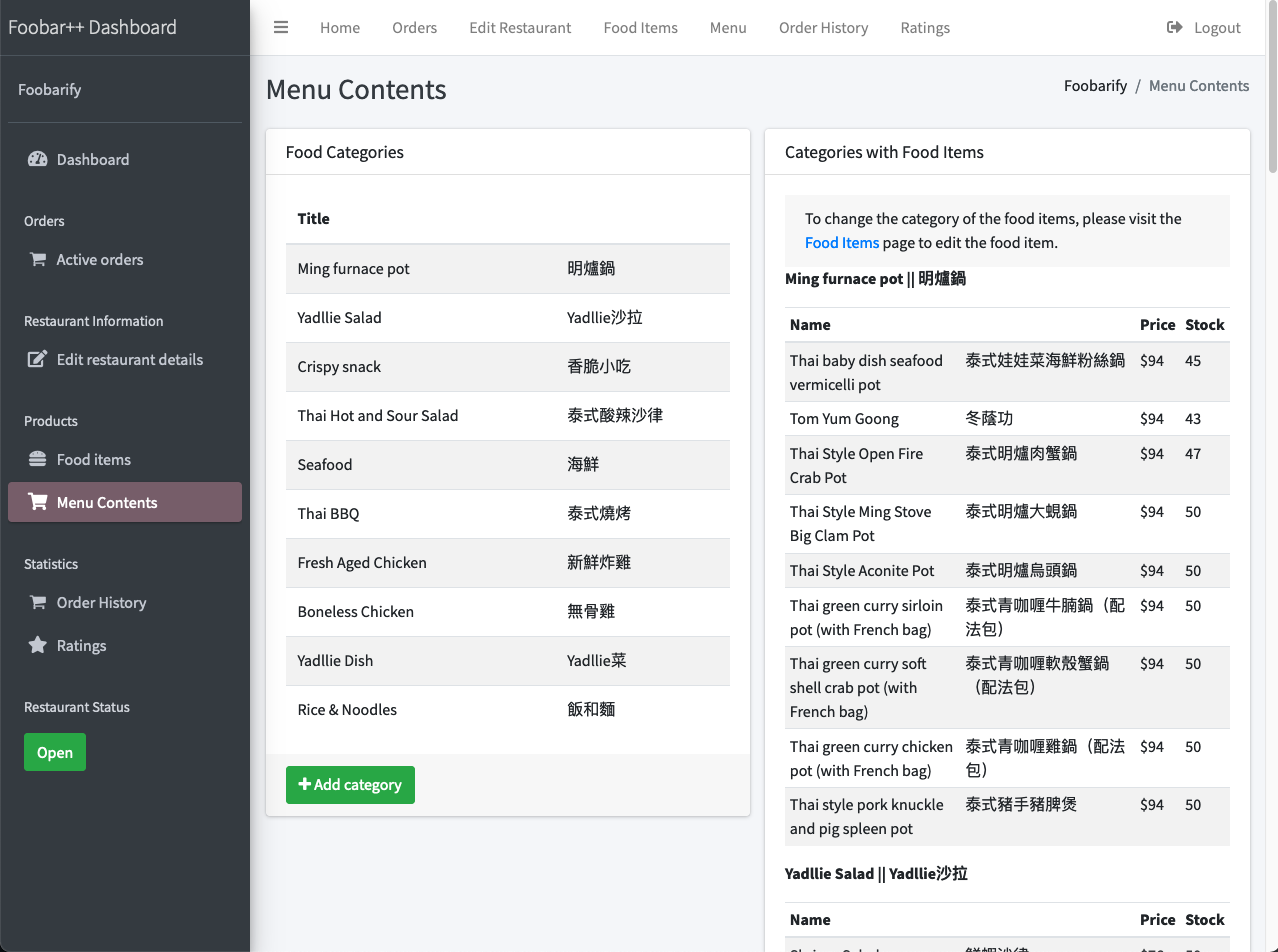 Foobar++ Dashboard
Home Orders Edit Restaurant Food Items Menu Order History Ratings Logout
Foobarify
Dashboard
Orders
Active orders
Restaurant Information
Edit restaurant details
Products
Food items
Menu Contents
Statistics
Order History
Ratings
Restaurant Status
Open
Menu Contents
Foobarify / Menu Contents
Food Categories
Title
Ming furnace pot 明爐鍋
Yadllie Salad Yadllie沙拉
Crispy snack 香脆小吃
Thai Hot and Sour Salad 泰式酸辣沙律
Seafood 海鮮
Thai BBQ 泰式燒烤
Fresh Aged Chicken 新鮮炸雞
Boneless Chicken 無骨雞
Yadllie Dish Yadllie菜
Rice & Noodles 飯和麵
Add category
Categories with Food Items
To change the category of the food items, please visit the
Food Items page to edit the food item.
Ming furnace pot || 明爐鍋
Name Price Stock
Thai baby dish seafood 泰式娃娃菜海鮮粉絲鍋 $94 45
vermicelli pot
Tom Yum Goong 冬蔭功 $94 43
Thai Style Open Fire 泰式明爐肉蟹鍋 $94 47
Crab Pot
Thai Style Ming Stove 泰式明爐大蜆鍋 $94 50
Big Clam Pot
Thai Style Aconite Pot 泰式明爐烏頭鍋 $94 50
Thai green curry sirloin 泰式青咖喱牛腩鍋（配 $94 50
pot (with French bag) 法包）
Thai green curry soft 泰式青咖喱軟殼蟹鍋 $94 50
shell crab pot (with （配法包）
French bag)
Thai green curry chicken 泰式青咖喱雞鍋（配法 $94 50
pot (with French bag) 包）
Thai style pork knuckle 泰式豬手豬脾煲 $94 50
and pig spleen pot
Yadllie Salad || Yadllie沙拉
Name Price Stock